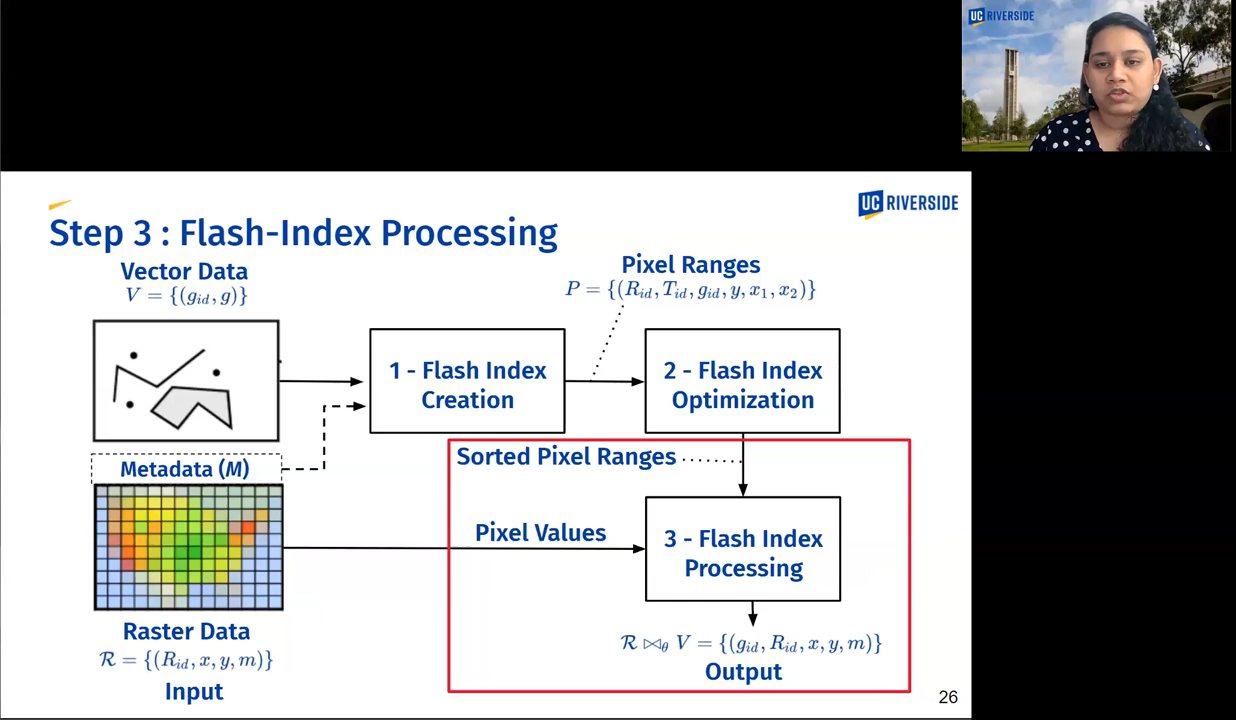 UC RIVERSIDE
UC RIVERSIDE
Step 3 : Flash-Index Processing
Vector Data
V = {(g_id, g)}
Pixel Ranges
P = {(R_id, T_id, g_id, y, x_1, x_2)}
1 - Flash Index
Creation
2 - Flash Index
Optimization
Metadata (M)
Sorted Pixel Ranges
Pixel Values
3 - Flash Index
Processing
Raster Data
ℛ = {(R_id, x, y, m)}
Input
ℛ ⋈_θ V = {(g_id, R_id, x, y, m)}
Output
26